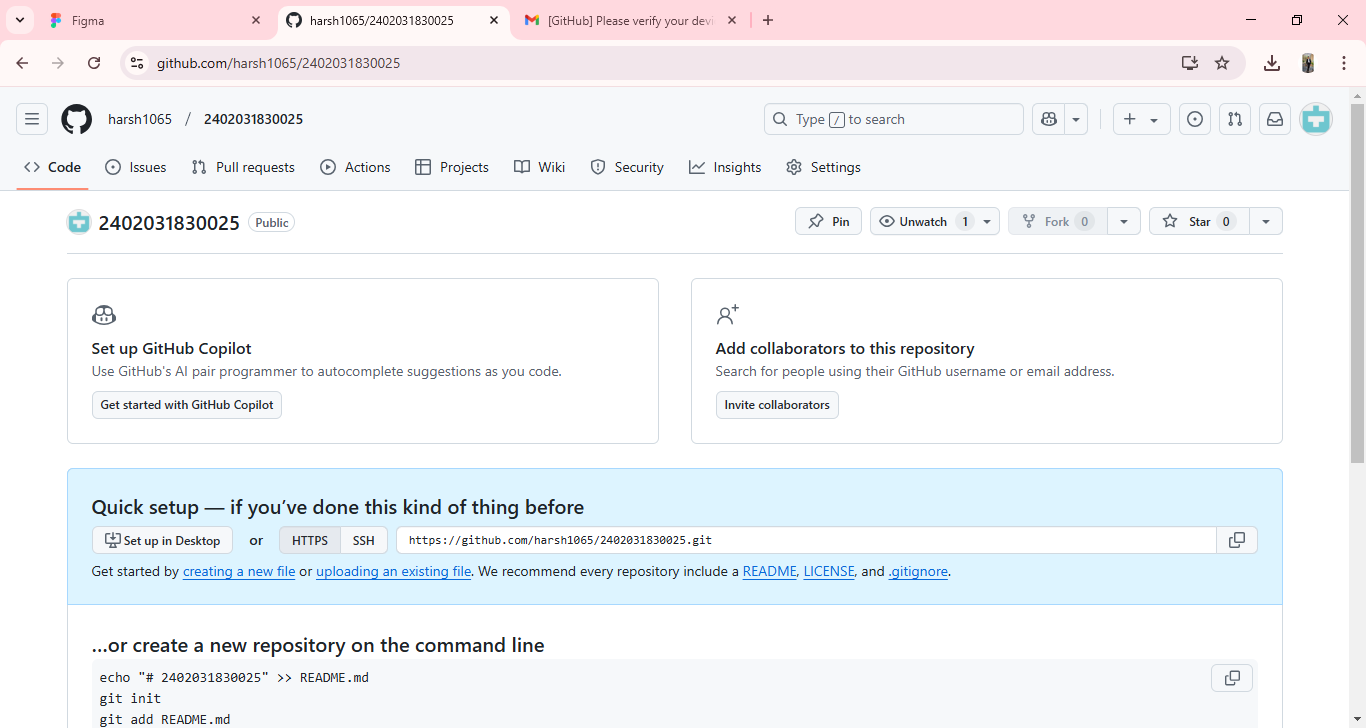 Figma
harsh1065/2402031830025
[GitHub] Please verify your devi
github.com/harsh1065/2402031830025
harsh1065 / 2402031830025
Type / to search
Code
Issues
Pull requests
Actions
Projects
Wiki
Security
Insights
Settings
2402031830025 Public
Pin
Unwatch 1
Fork 0
Star 0
Set up GitHub Copilot
Use GitHub's AI pair programmer to autocomplete suggestions as you code.
Get started with GitHub Copilot
Add collaborators to this repository
Search for people using their GitHub username or email address.
Invite collaborators
Quick setup — if you’ve done this kind of thing before
Set up in Desktop or HTTPS SSH https://github.com/harsh1065/2402031830025.git
Get started by creating a new file or uploading an existing file. We recommend every repository include a README, LICENSE, and .gitignore.
…or create a new repository on the command line
echo "# 2402031830025" >> README.md
git init
git add README.md